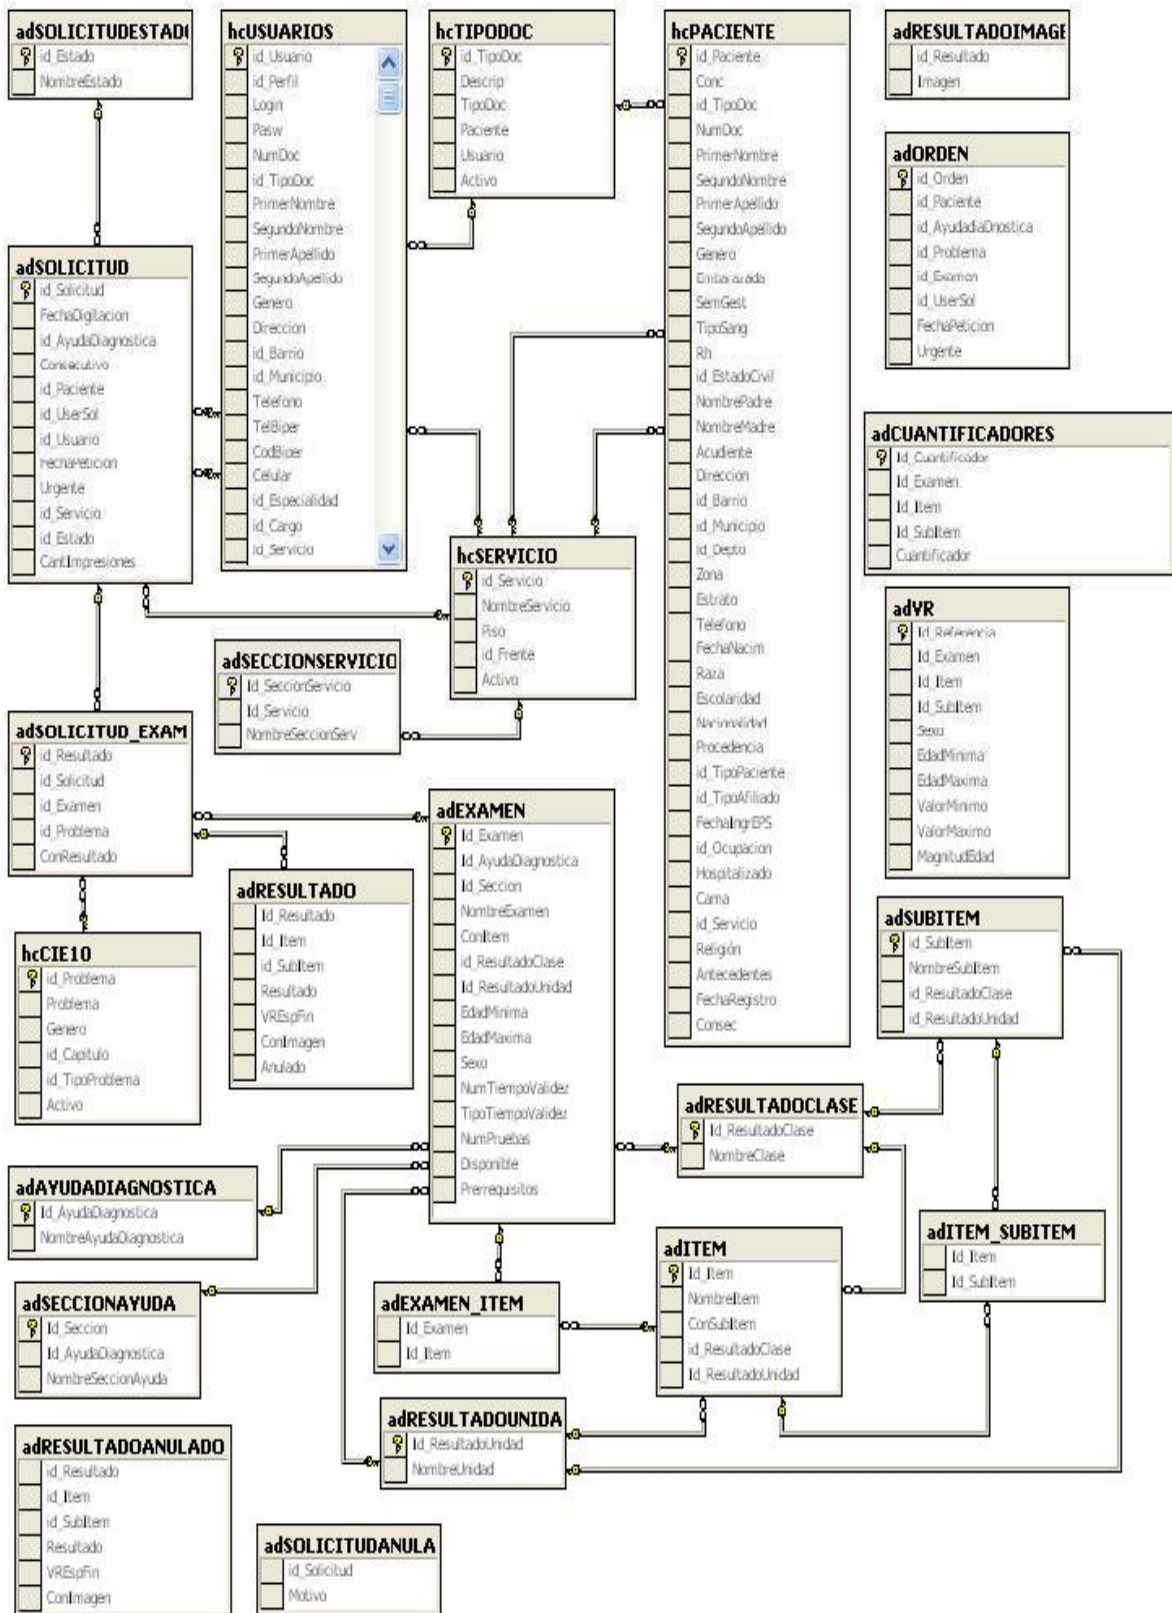 adSOLICITUDESTAD
id_Estado
NombreEstado
hcUSUARIOS
id_Usuario
id_Perfil
Login
Pasw
NumDoc
id_TipoDoc
PrimerNombre
SegundoNombre
PrimerApellido
SegundoApellido
Genero
Direccion
id_Barrio
id_Municipio
Telefono
TelBiper
CodBiper
Celular
id_Especialidad
id_Cargo
id_Servicio
hcTIPODOC
id_TipoDoc
Descrip
TipoDoc
Paciente
Usuario
Activo
hcPACIENTE
id_Paciente
Conc
id_TipoDoc
NumDoc
PrimerNombre
SegundoNombre
PrimerApellido
SegundoApellido
Genero
Embarazada
SemGest
TipoSang
Rh
id_EstadoCivil
NombrePadre
NombreMadre
Acudiente
Direccion
id_Barrio
id_Municipio
id_Depto
Zona
Estrato
Telefono
FechaNacim
Raza
Escolaridad
Nacionalidad
Procedencia
id_TipoPaciente
id_TipoAfiliado
FechaIngrEPS
id_Ocupacion
Hospitalizado
Cama
id_Servicio
Religión
Antecedentes
FechaRegistro
Consec
adRESULTADOIMAGE
id_Resultado
Imagen
adORDEN
id_Orden
id_Paciente
id_AyudadiaDnostica
id_Problema
id_Examen
id_UserSol
FechaPeticion
Urgente
adSOLICITUD
id_Solicitud
FechaDigitacion
id_AyudaDiagnostica
Consecutivo
id_Paciente
id_UserSol
id_Usuario
FechaPeticion
Urgente
id_Servicio
id_Estado
CantImpresiones
adCUANTIFICADORES
Id_Cuantificador
Id_Examen
Id_Item
Id_SubItem
Cuantificador
hcSERVICIO
id_Servicio
NombreServicio
Piso
id_Frente
Activo
adVR
Id_Referencia
Id_Examen
Id_Item
Id_SubItem
Sexo
EdadMinima
EdadMaxima
ValorMinimo
ValorMaximo
MagnitudEdad
adSECCIONSERVICIO
Id_SeccionServicio
Id_Servicio
NombreSeccionServ
adSOLICITUD_EXAM
id_Resultado
id_Solicitud
id_Examen
id_Problema
ConResultado
adEXAMEN
Id_Examen
Id_AyudaDiagnostica
Id_Seccion
NombreExamen
ConItem
id_ResultadoClase
Id_ResultadoUnidad
EdadMinima
EdadMaxima
Sexo
NumTiempoValidez
TipoTiempoValidez
NumPruebas
Disponible
Prerrequisitos
adRESULTADO
Id_Resultado
Id_Item
id_SubItem
Resultado
VREspFin
ConImagen
Anulado
adSUBITEM
id_SubItem
NombreSubItem
id_ResultadoClase
id_ResultadoUnidad
hcCIE10
id_Problema
Problema
Genero
id_Capitulo
id_TipoProblema
Activo
adRESULTADOCLASE
Id_ResultadoClase
NombreClase
adAYUDADIAGNOSTICA
Id_AyudaDiagnostica
NombreAyudaDiagnostica
adITEM
Id_Item
NombreItem
ConSubItem
id_ResultadoClase
Id_ResultadoUnidad
adITEM_SUBITEM
Id_Item
Id_SubItem
adSECCIONAYUDA
Id_Seccion
Id_AyudaDiagnostica
NombreSeccionAyuda
adEXAMEN_ITEM
Id_Examen
Id_Item
adRESULTADOUNIDA
Id_ResultadoUnidad
NombreUnidad
adRESULTADOANULADO
id_Resultado
id_Item
id_SubItem
Resultado
VREspFin
ConImagen
adSOLICITUDANULA
id_Solicitud
Motivo